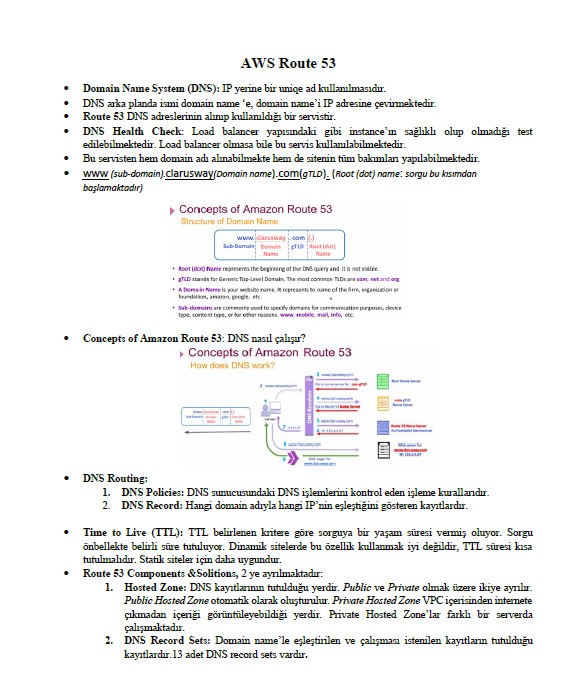 AWS Route 53
• Domain Name System (DNS): IP yerine bir uniqe ad kullanılmasıdır.
• DNS arka planda ismi domain name 'e, domain name'i IP adresine çevirmektedir.
• Route 53 DNS adreslerinin alınıp kullanıldığı bir servistir.
• DNS Health Check: Load balancer yapısındaki gibi instance'ın sağlıklı olup olmadığı test
edilebilmektedir. Load balancer olmasa bile bu servis kullanılabilmektedir.
• Bu servisten hem domain adı alınabilmekte hem de sitenin tüm bakımları yapılabilmektedir.
• www (sub-domain).clarusway(Domain name).com(gTLD). (Root (dot) name: sorgu bu kısımdan
başlamaktadır)
Concepts of Amazon Route 53
Structure of Domain Name
www. clarusway . com (.)
Sub-Domain Domain Name gTLD Root (dot) Name
• Root (dot) Name represents the beginning of the DNS query and it is not visible.
• gTLD stands for Generic Top-Level Domain. The most common TLDs are com, net and org.
• A Domain Name is your website name. It represents to name of the firm, organization or
foundation, amazon, google, etc.
• Sub-domains are commonly used to specify domains for communication purposes, device
type, content type, or for other reasons. www, mobile, mail, info, etc.
• Concepts of Amazon Route 53: DNS nasıl çalışır?
Concepts of Amazon Route 53
How does DNS work?
• DNS Routing:
1. DNS Policies: DNS sunucusundaki DNS işlemlerini kontrol eden işleme kurallarıdır.
2. DNS Record: Hangi domain adıyla hangi IP'nin eşleştiğini gösteren kayıtlardır.
• Time to Live (TTL): TTL belirlenen kritere göre sorguya bir yaşam süresi vermiş oluyor. Sorgu
önbellekte belirli süre tutuluyor. Dinamik sitelerde bu özellik kullanmak iyi değildir, TTL süresi kısa
tutulmalıdır. Statik siteler için daha uygundur.
• Route 53 Components &Solitions, 2 ye ayrılmaktadır:
1. Hosted Zone: DNS kayıtlarının tutulduğu yerdir. Public ve Private olmak üzere ikiye ayrılır.
Public Hosted Zone otomatik olarak oluşturulur. Private Hosted Zone VPC içerisinden internete
çıkmadan içeriği görüntüleyebildiği yerdir. Private Hosted Zone'lar farklı bir serverda
çalışmaktadır.
2. DNS Record Sets: Domain name'le eşleştirilen ve çalışması istenilen kayıtların tutulduğu
kayıtlardır.13 adet DNS record sets vardır.